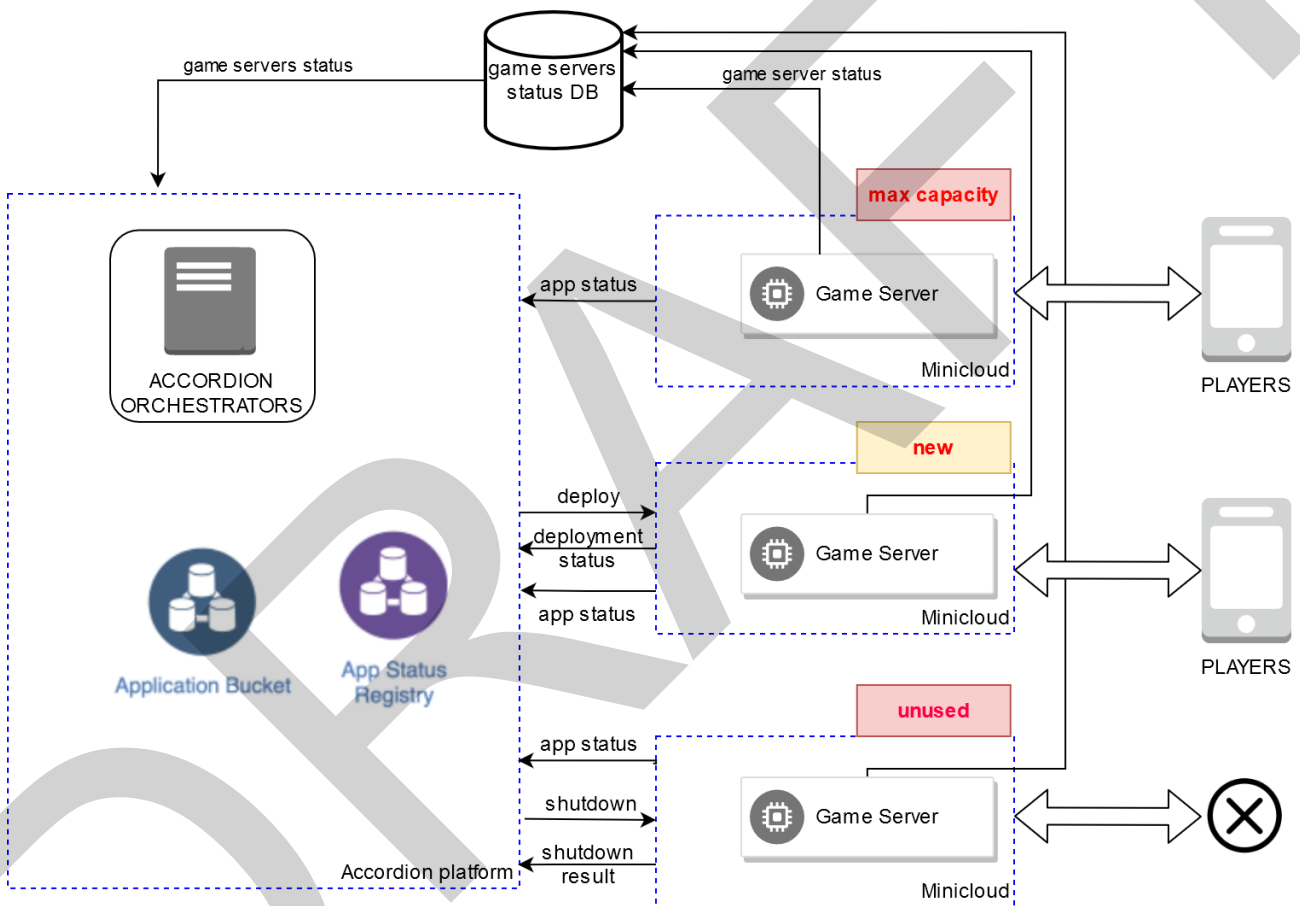 game servers status
game servers
status DB
game server status
max capacity
app status
Game Server
Minicloud
PLAYERS
ACCORDION
ORCHESTRATORS
new
deploy
deployment
status
app status
Game Server
Minicloud
PLAYERS
Application Bucket
App Status
Registry
unused
app status
shutdown
shutdown
result
Game Server
Minicloud
Accordion platform
DRAFT